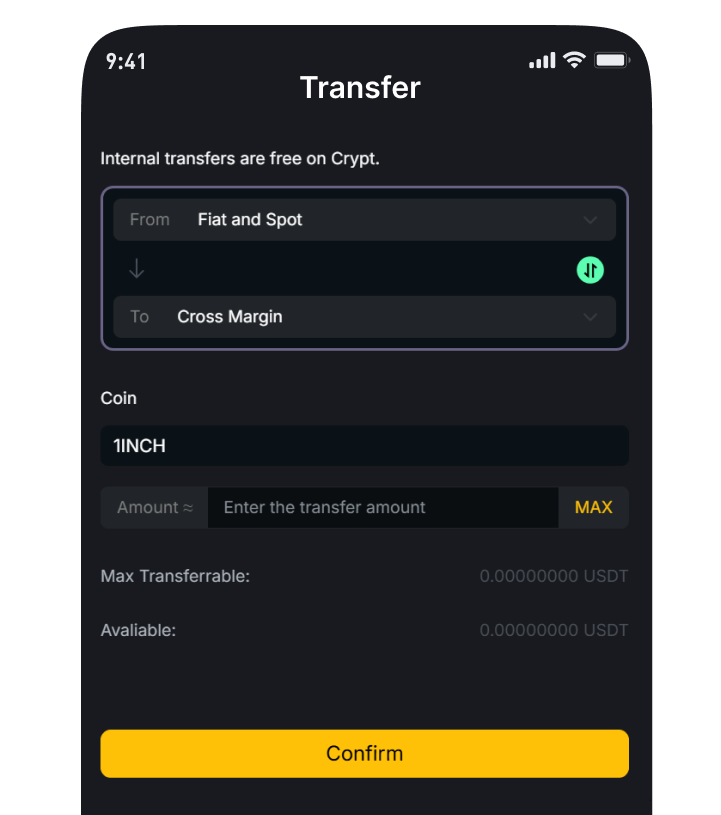 9:41
Transfer
Internal transfers are free on Crypt.
From Fiat and Spot
To Cross Margin
Coin
1INCH
Amount ≈ Enter the transfer amount MAX
Max Transferrable: 0.00000000 USDT
Avaliable: 0.00000000 USDT
Confirm